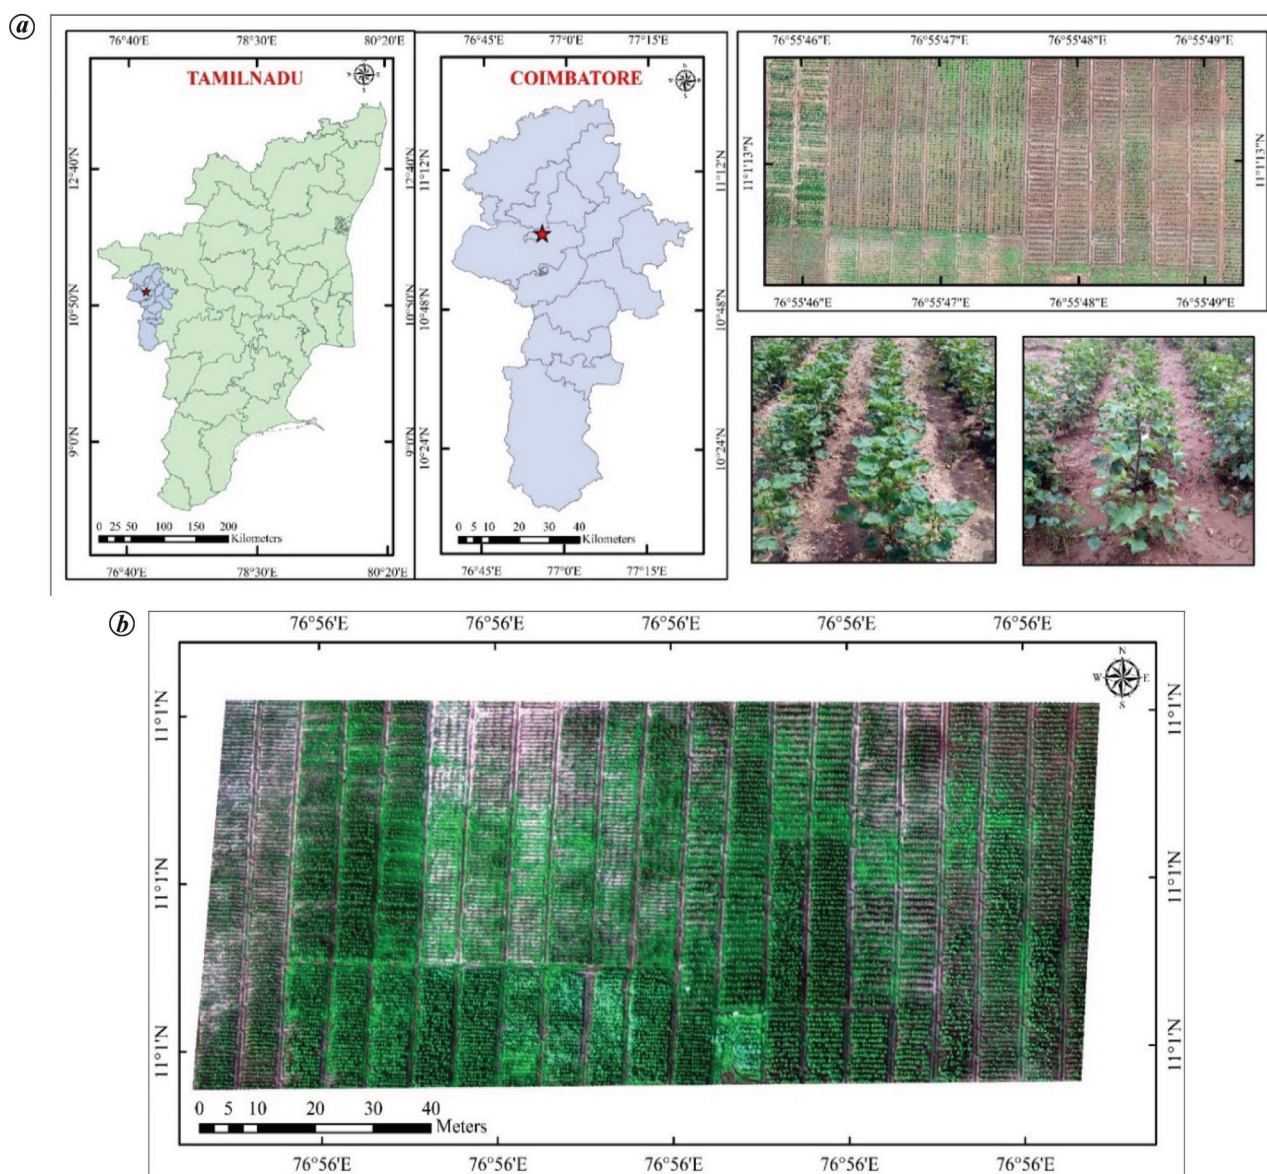 a
76°40'E 78°30'E 80°20'E
TAMILNADU
N
W E
S
12°40'N 12°40'N
10°50'N 10°50'N
9°0'N 9°0'N
0 25 50 100 150 200
Kilometers
76°40'E 78°30'E 80°20'E
76°45'E 77°0'E 77°15'E
COIMBATORE
11°12'N 11°12'N
10°48'N 10°48'N
10°24'N 10°24'N
0 5 10 20 30 40
Kilometers
76°45'E 77°0'E 77°15'E
76°55'46"E 76°55'47"E 76°55'48"E 76°55'49"E
11°1'13"N 11°1'13"N
76°55'46"E 76°55'47"E 76°55'48"E 76°55'49"E
b
76°56'E 76°56'E 76°56'E 76°56'E 76°56'E
N
W E
S
11°1'N 11°1'N
11°1'N 11°1'N
11°1'N 11°1'N
0 5 10 20 30 40
Meters
76°56'E 76°56'E 76°56'E 76°56'E 76°56'E